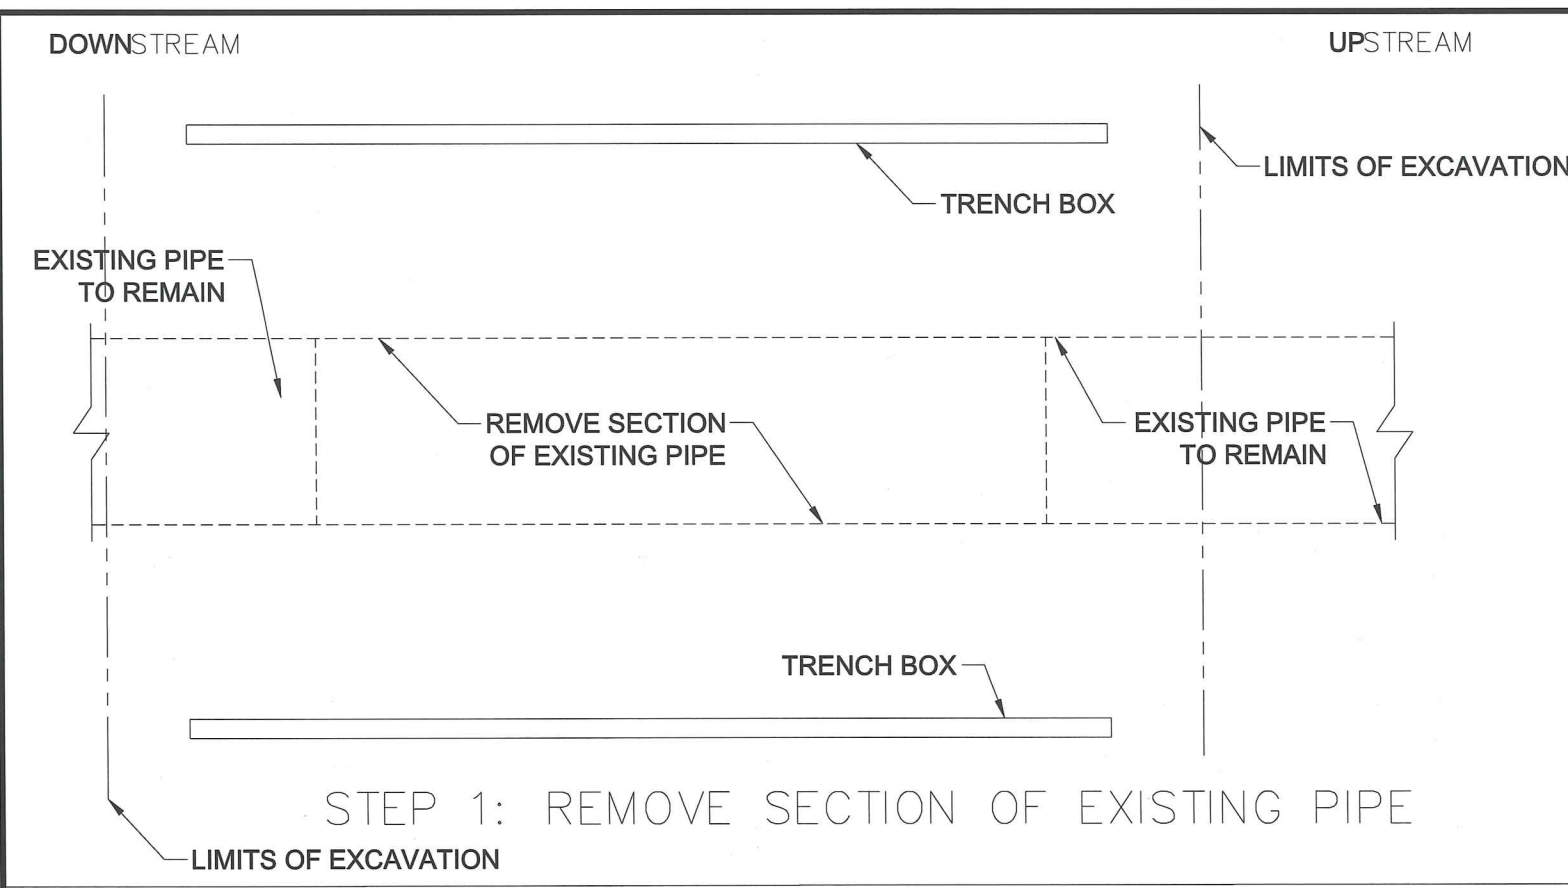 DOWNSTREAM
UPSTREAM
LIMITS OF EXCAVATION
TRENCH BOX
EXISTING PIPE
TO REMAIN
REMOVE SECTION
OF EXISTING PIPE
EXISTING PIPE
TO REMAIN
TRENCH BOX
STEP 1: REMOVE SECTION OF EXISTING PIPE
LIMITS OF EXCAVATION